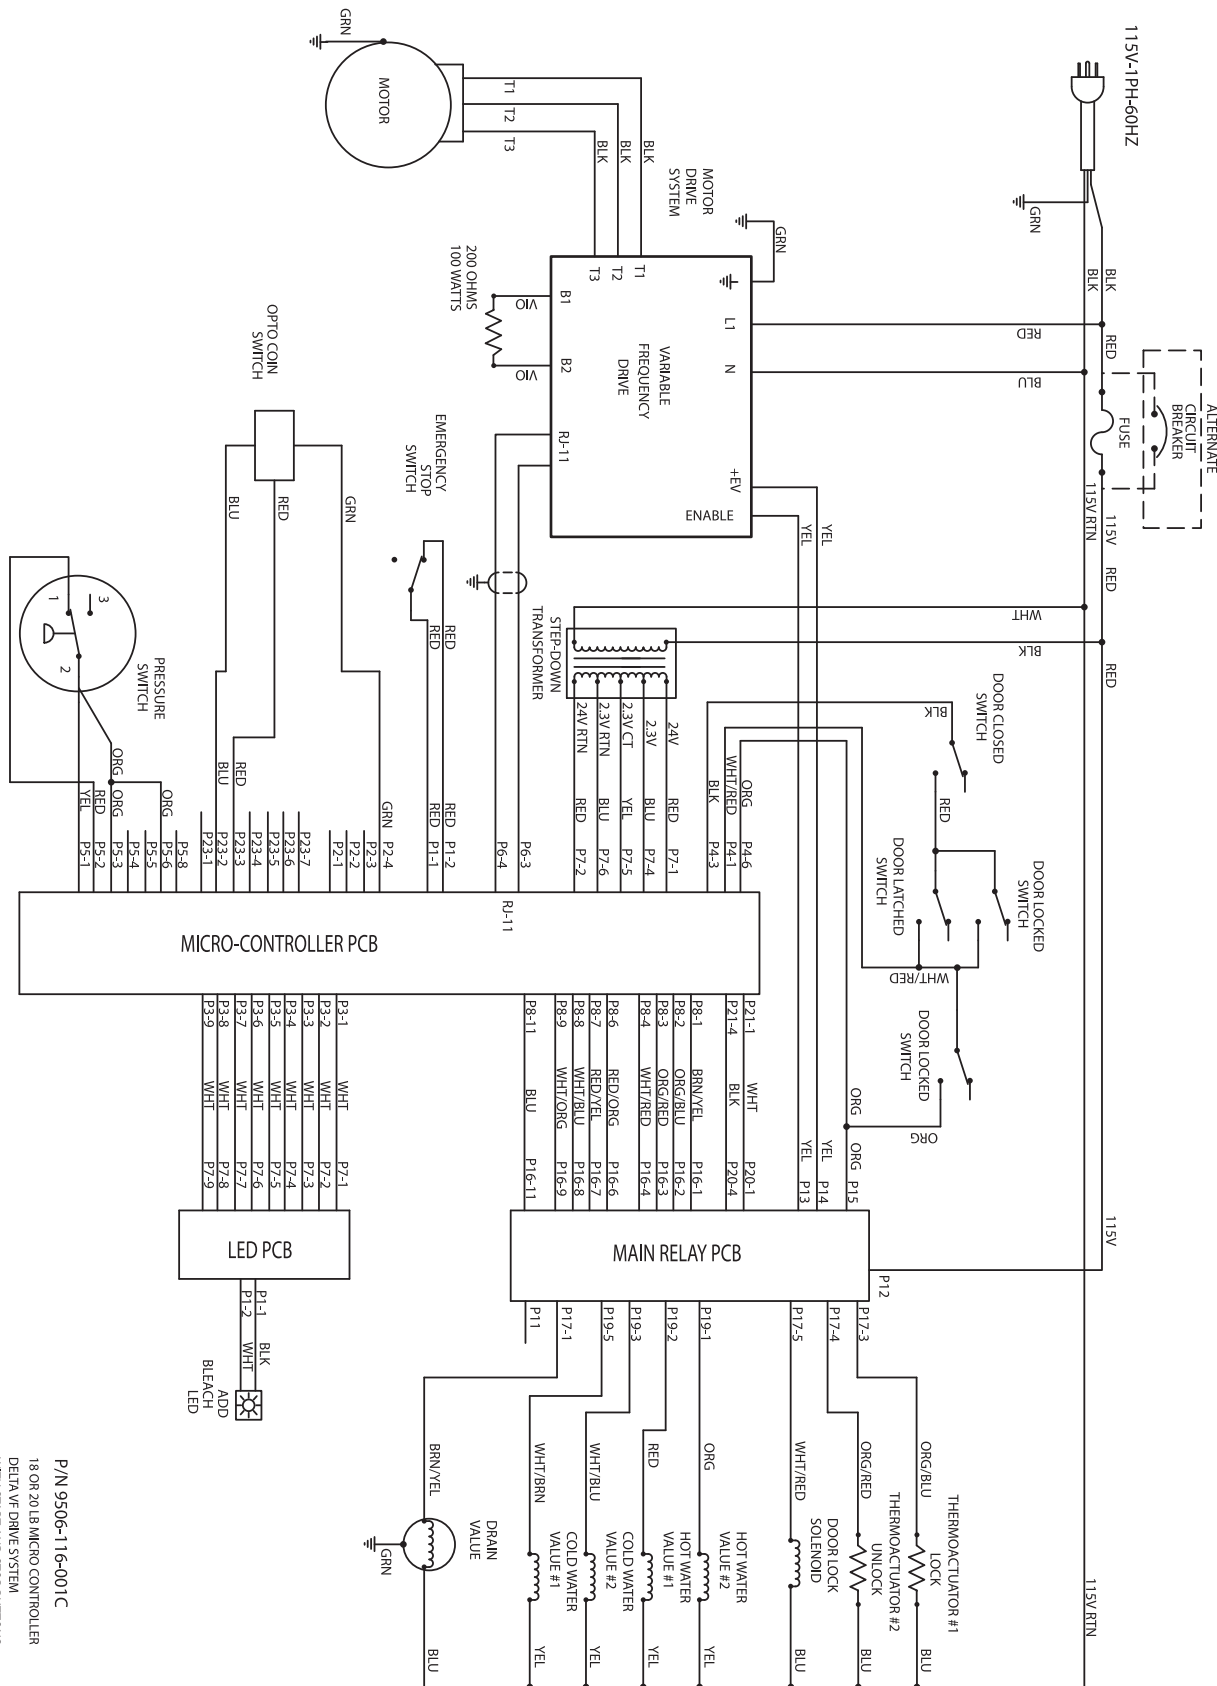 115V-1PH-60HZ
GRN
BLK
BLK
RED
ALTERNATE
CIRCUIT
BREAKER
FUSE
115V RTN
115V
RED
RED
115V
115V RTN
GRN
MOTOR
T1
T2
T3
BLK
BLK
BLK
MOTOR
DRIVE
SYSTEM
GRN
T1
T2
T3
L1
N
+EV
ENABLE
B1
B2
RJ-11
VARIABLE
FREQUENCY
DRIVE
RED
BLU
YEL
YEL
200 OHMS
100 WATTS
VIO
VIO
WHT
BLK
STEP-DOWN
TRANSFORMER
24V
2.3V
2.3V CT
2.3V RTN
24V RTN
RED
BLU
YEL
BLU
RED
P7-1
P7-4
P7-5
P7-6
P7-2
DOOR CLOSED
SWITCH
BLK
RED
DOOR LOCKED
SWITCH
DOOR LATCHED
SWITCH
WHT/RED
DOOR LOCKED
SWITCH
ORG
ORG
ORG
ORG
WHT/RED
BLK
P4-6
P4-1
P4-3
EMERGENCY
STOP
SWITCH
RED
RED
RED
RED
P1-2
P1-1
P6-3
P6-4
OPTO COIN
SWITCH
GRN
RED
BLU
GRN
RED
BLU
PRESSURE
SWITCH
1
2
3
ORG
ORG
ORG
RED
YEL
P2-4
P2-3
P2-2
P2-1
P23-7
P23-6
P23-5
P23-4
P23-3
P23-2
P23-1
P5-8
P5-6
P5-5
P5-4
P5-3
P5-2
P5-1
RJ-11
MICRO-CONTROLLER PCB
P21-1
P21-4
P8-1
P8-2
P8-3
P8-4
P8-6
P8-7
P8-8
P8-9
P8-11
WHT
BLK
BRN/YEL
ORG/BLU
ORG/RED
WHT/RED
RED/ORG
RED/YEL
WHT/BLU
WHT/ORG
BLU
P20-1
P20-4
P16-1
P16-2
P16-3
P16-4
P16-6
P16-7
P16-8
P16-9
P16-11
YEL
YEL
P15
P14
P13
MAIN RELAY PCB
P12
P3-1
P3-2
P3-3
P3-4
P3-5
P3-6
P3-7
P3-8
P3-9
WHT
WHT
WHT
WHT
WHT
WHT
WHT
WHT
WHT
P7-1
P7-2
P7-3
P7-4
P7-5
P7-6
P7-7
P7-8
P7-9
LED PCB
P1-1
P1-2
BLK
WHT
ADD
BLEACH
LED
P17-3
P17-4
P17-5
P19-1
P19-2
P19-3
P19-5
P17-1
P11
ORG/BLU
THERMOACTUATOR #1
LOCK
BLU
ORG/RED
THERMOACTUATOR #2
UNLOCK
BLU
WHT/RED
DOOR LOCK
SOLENOID
BLU
ORG
HOT WATER
VALUE #2
YEL
RED
HOT WATER
VALUE #1
YEL
WHT/BLU
COLD WATER
VALUE #2
YEL
WHT/BRN
COLD WATER
VALUE #1
YEL
BRN/YEL
DRAIN
VALUE
GRN
BLU
P/N 9506-116-001C
18 OR 20 LB MICRO CONTROLLER
DELTA VF DRIVE SYSTEM